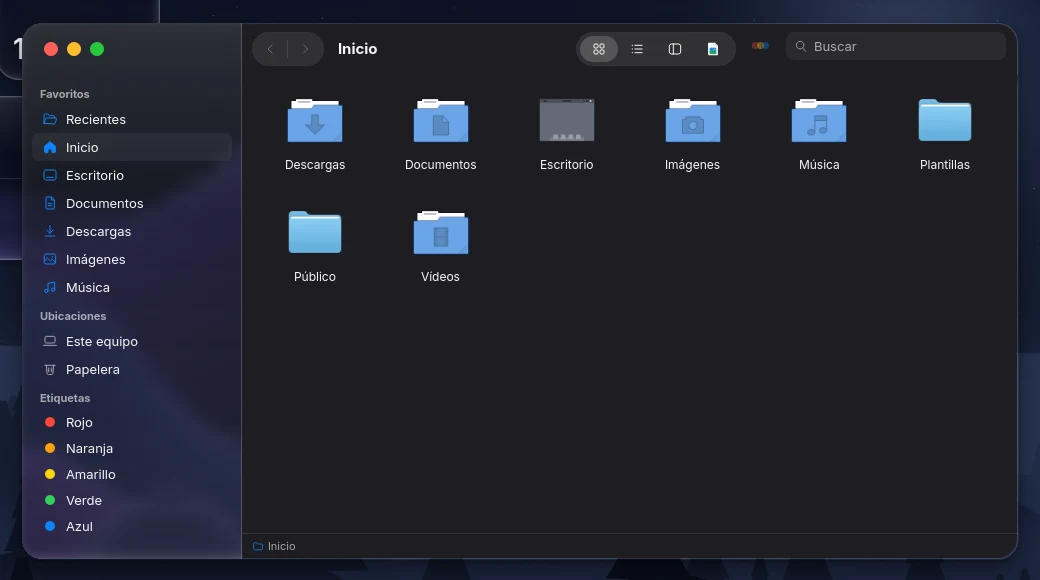 1
Inicio
Buscar
Favoritos
Recientes
Inicio
Escritorio
Documentos
Descargas
Imágenes
Música
Ubicaciones
Este equipo
Papelera
Etiquetas
Rojo
Naranja
Amarillo
Verde
Azul
Descargas
Documentos
Escritorio
Imágenes
Música
Plantillas
Público
Vídeos
Inicio